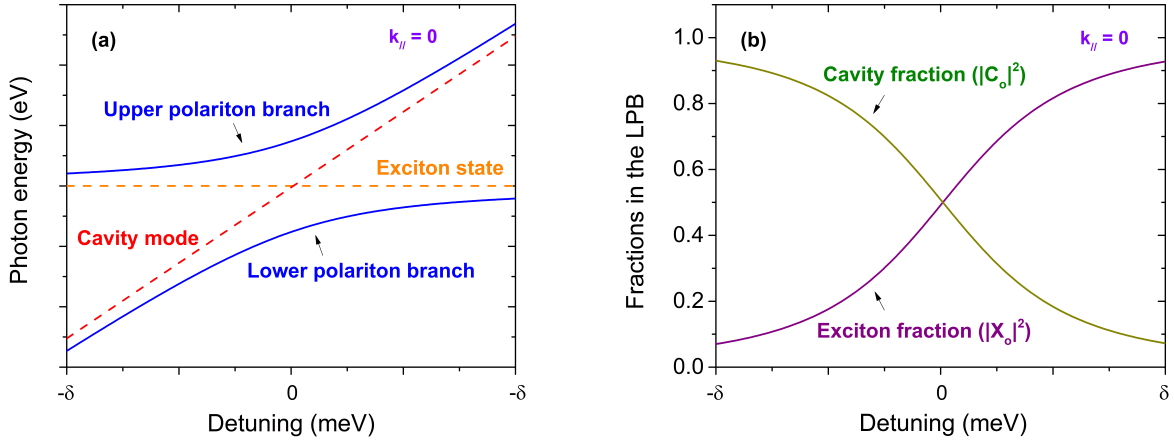 (a)
k// = 0
Upper polariton branch
Exciton state
Cavity mode
Lower polariton branch
Photon energy (eV)
-δ
0
-δ
Detuning (meV)
(b)
k// = 0
Cavity fraction (|Co|²)
Exciton fraction (|Xo|²)
Fractions in the LPB
1.0
0.8
0.6
0.4
0.2
0.0
-δ
0
δ
Detuning (meV)